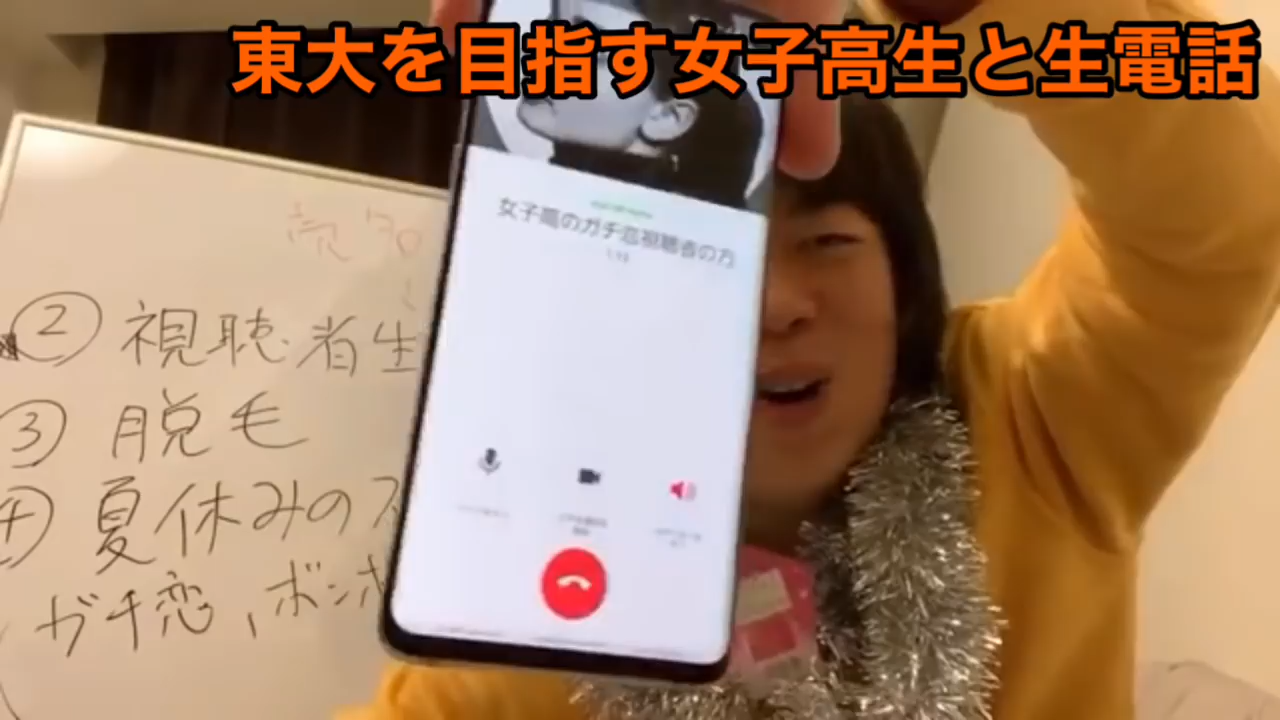 東大を目指す女子高生と生電話
女子高のガチ恋視聴者の方
② 視聴者生
③ 脱毛
④ 夏休みの
ガチ恋、ボンボ